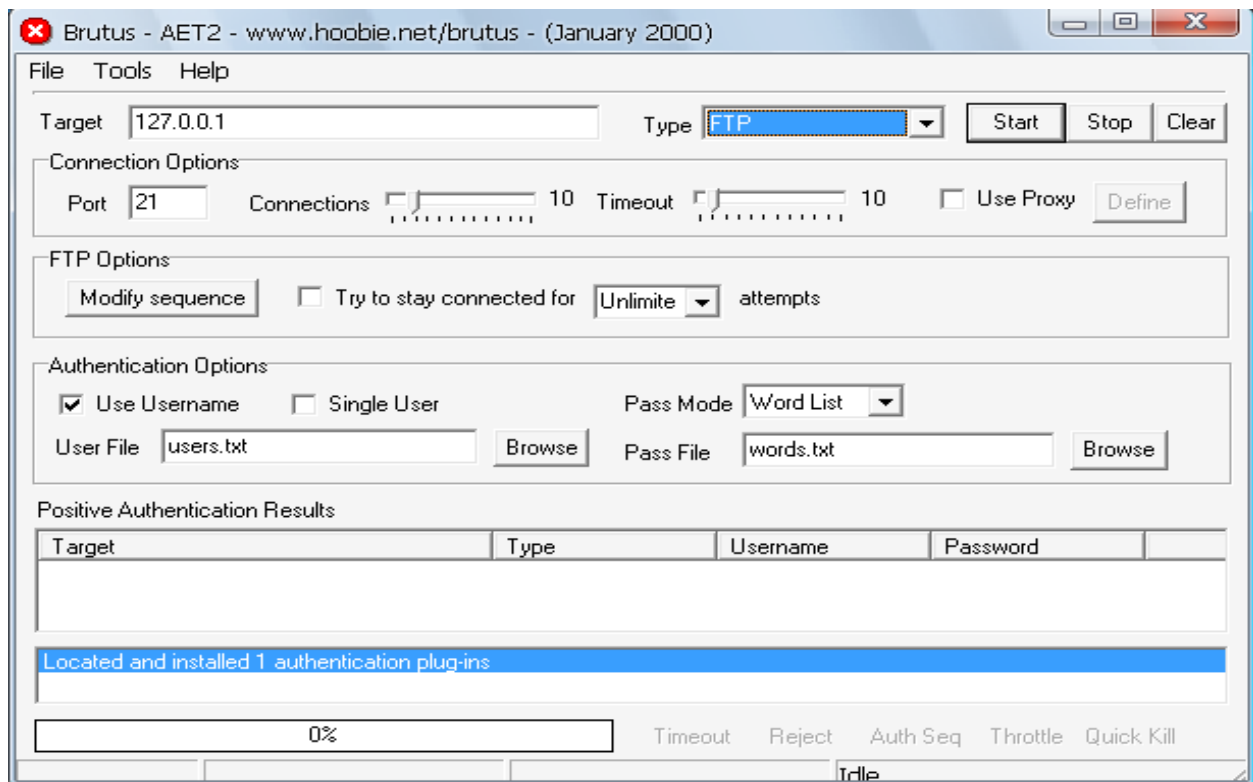 Brutus - AET2 - www.hoobie.net/brutus - (January 2000)
File Tools Help
Target 127.0.0.1 Type FTP Start Stop Clear
Connection Options
Port 21 Connections 10 Timeout 10 Use Proxy Define
FTP Options
Modify sequence Try to stay connected for Unlimite attempts
Authentication Options
Use Username Single User Pass Mode Word List
User File users.txt Browse Pass File words.txt Browse
Positive Authentication Results
Target Type Username Password
Located and installed 1 authentication plug-ins
0% Timeout Reject Auth Seq Throttle Quick Kill
Idle